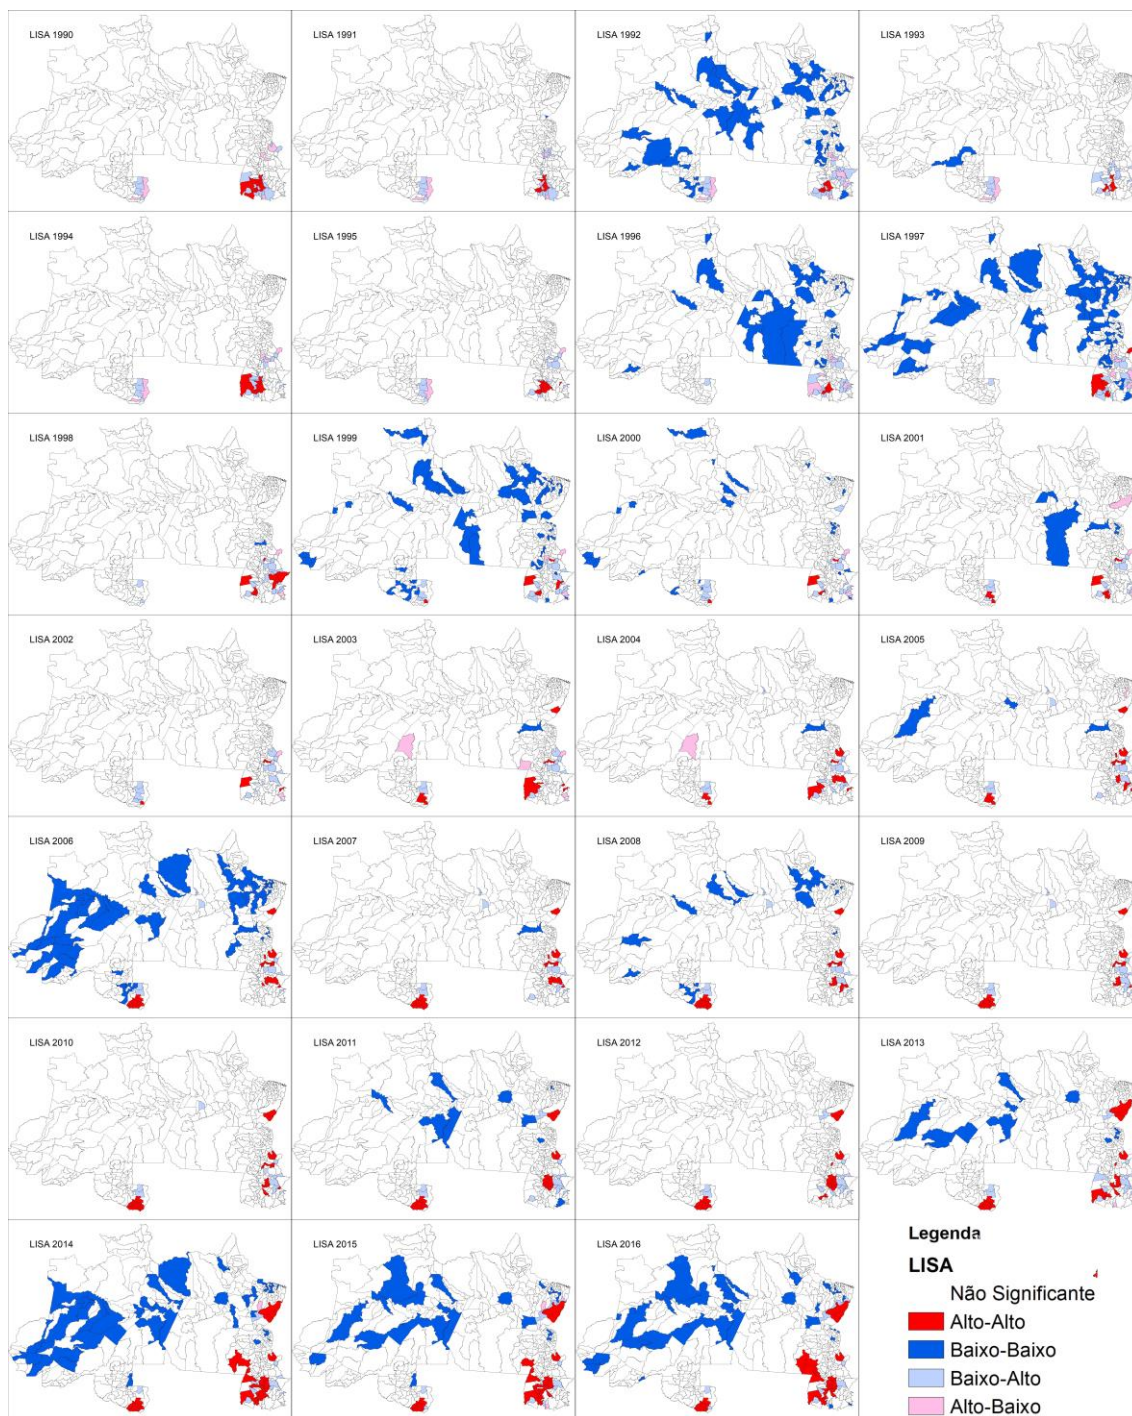 LISA 1990
LISA 1991
LISA 1992
LISA 1993
LISA 1994
LISA 1995
LISA 1996
LISA 1997
LISA 1998
LISA 1999
LISA 2000
LISA 2001
LISA 2002
LISA 2003
LISA 2004
LISA 2005
LISA 2006
LISA 2007
LISA 2008
LISA 2009
LISA 2010
LISA 2011
LISA 2012
LISA 2013
LISA 2014
LISA 2015
LISA 2016
Legenda
LISA
Não Significante
Alto-Alto
Baixo-Baixo
Baixo-Alto
Alto-Baixo